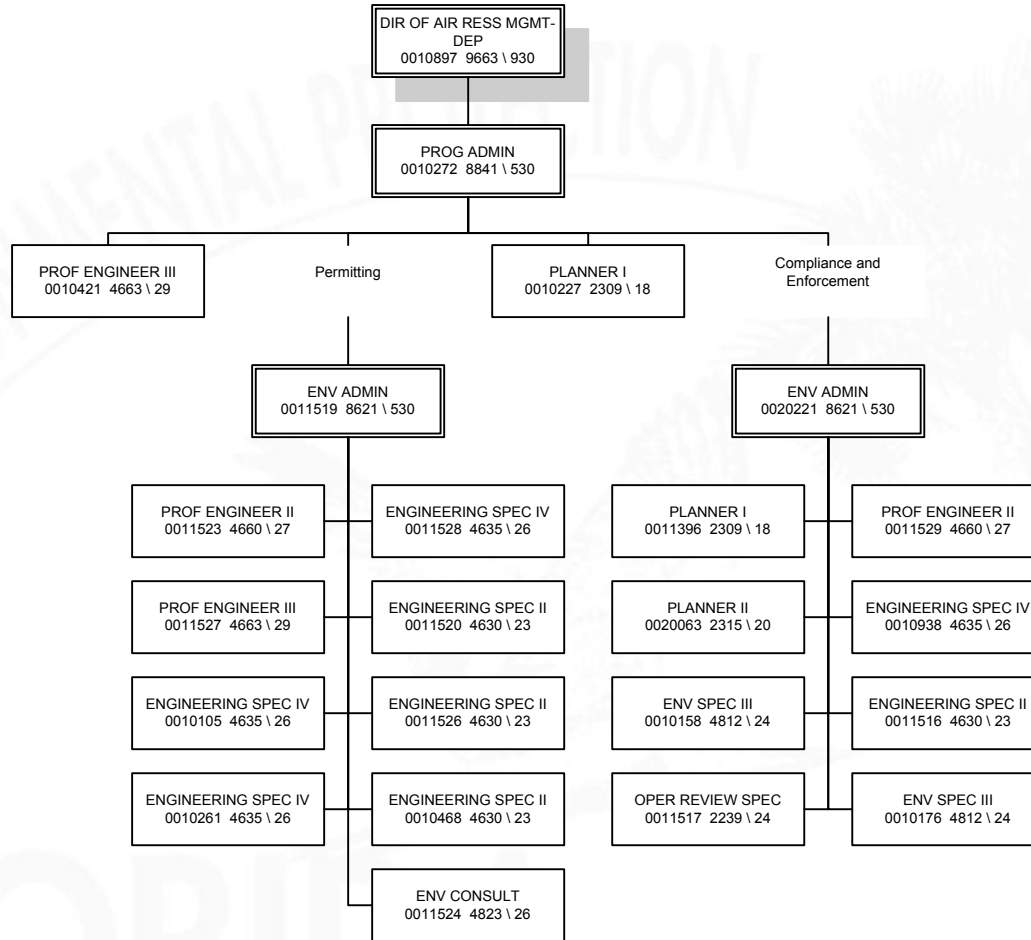 DIR OF AIR RESS MGMT-
DEP
0010897 9663 \ 930
PROG ADMIN
0010272 8841 \ 530
PROF ENGINEER III
0010421 4663 \ 29
Permitting
PLANNER I
0010227 2309 \ 18
Compliance and
Enforcement
ENV ADMIN
0011519 8621 \ 530
ENV ADMIN
0020221 8621 \ 530
PROF ENGINEER II
0011523 4660 \ 27
ENGINEERING SPEC IV
0011528 4635 \ 26
PLANNER I
0011396 2309 \ 18
PROF ENGINEER II
0011529 4660 \ 27
PROF ENGINEER III
0011527 4663 \ 29
ENGINEERING SPEC II
0011520 4630 \ 23
PLANNER II
0020063 2315 \ 20
ENGINEERING SPEC IV
0010938 4635 \ 26
ENGINEERING SPEC IV
0010105 4635 \ 26
ENGINEERING SPEC II
0011526 4630 \ 23
ENV SPEC III
0010158 4812 \ 24
ENGINEERING SPEC II
0011516 4630 \ 23
ENGINEERING SPEC IV
0010261 4635 \ 26
ENGINEERING SPEC II
0010468 4630 \ 23
OPER REVIEW SPEC
0011517 2239 \ 24
ENV SPEC III
0010176 4812 \ 24
ENV CONSULT
0011524 4823 \ 26